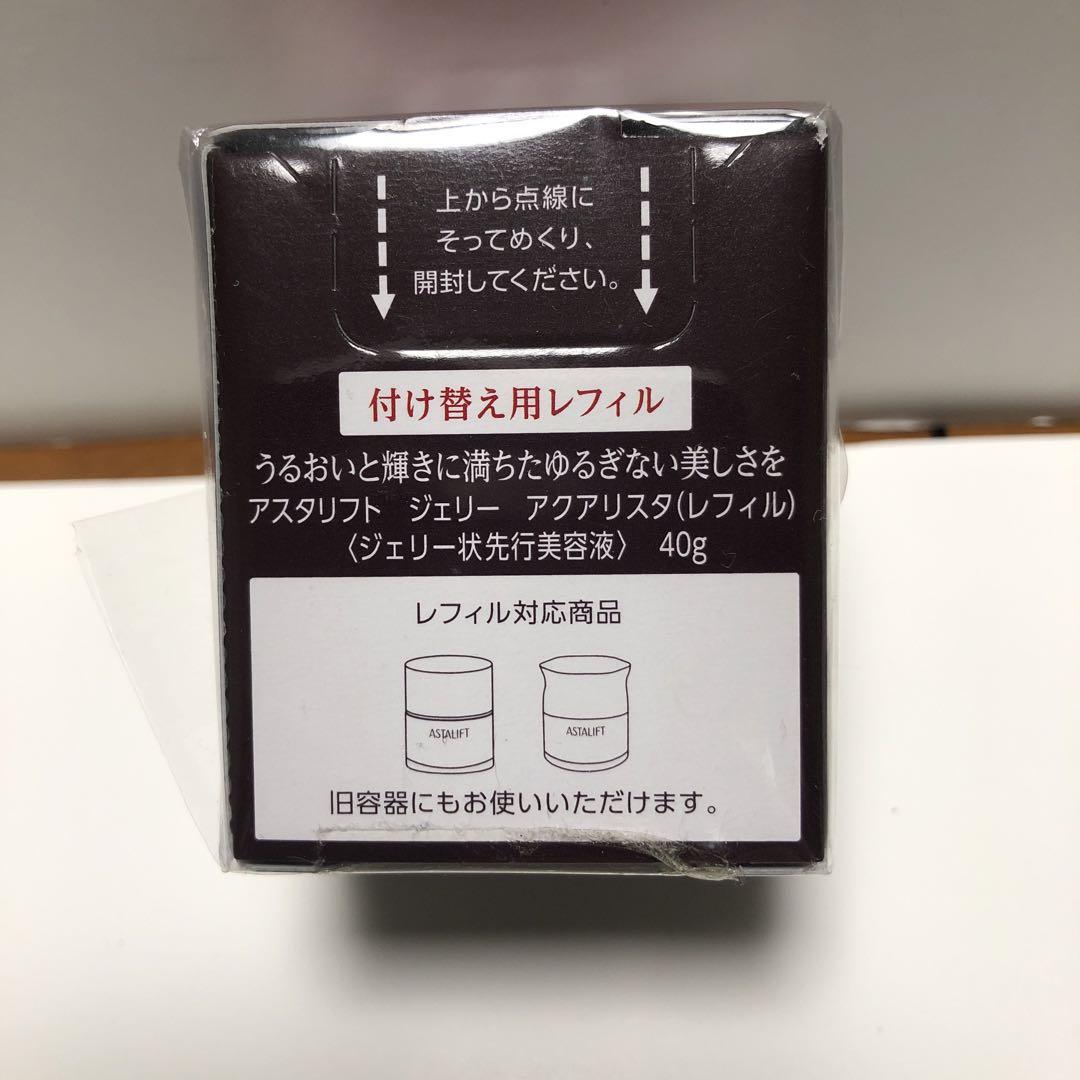 上から点線に
そってめくり、
開封してください。
付け替え用レフィル
うるおいと輝きに満ちたゆるぎない美しさを
アスタリフト　ジェリー　アクアリスタ(レフィル)
〈ジェリー状先行美容液〉　40g
レフィル対応商品
ASTALIFT　ASTALIFT
旧容器にもお使いいただけます。